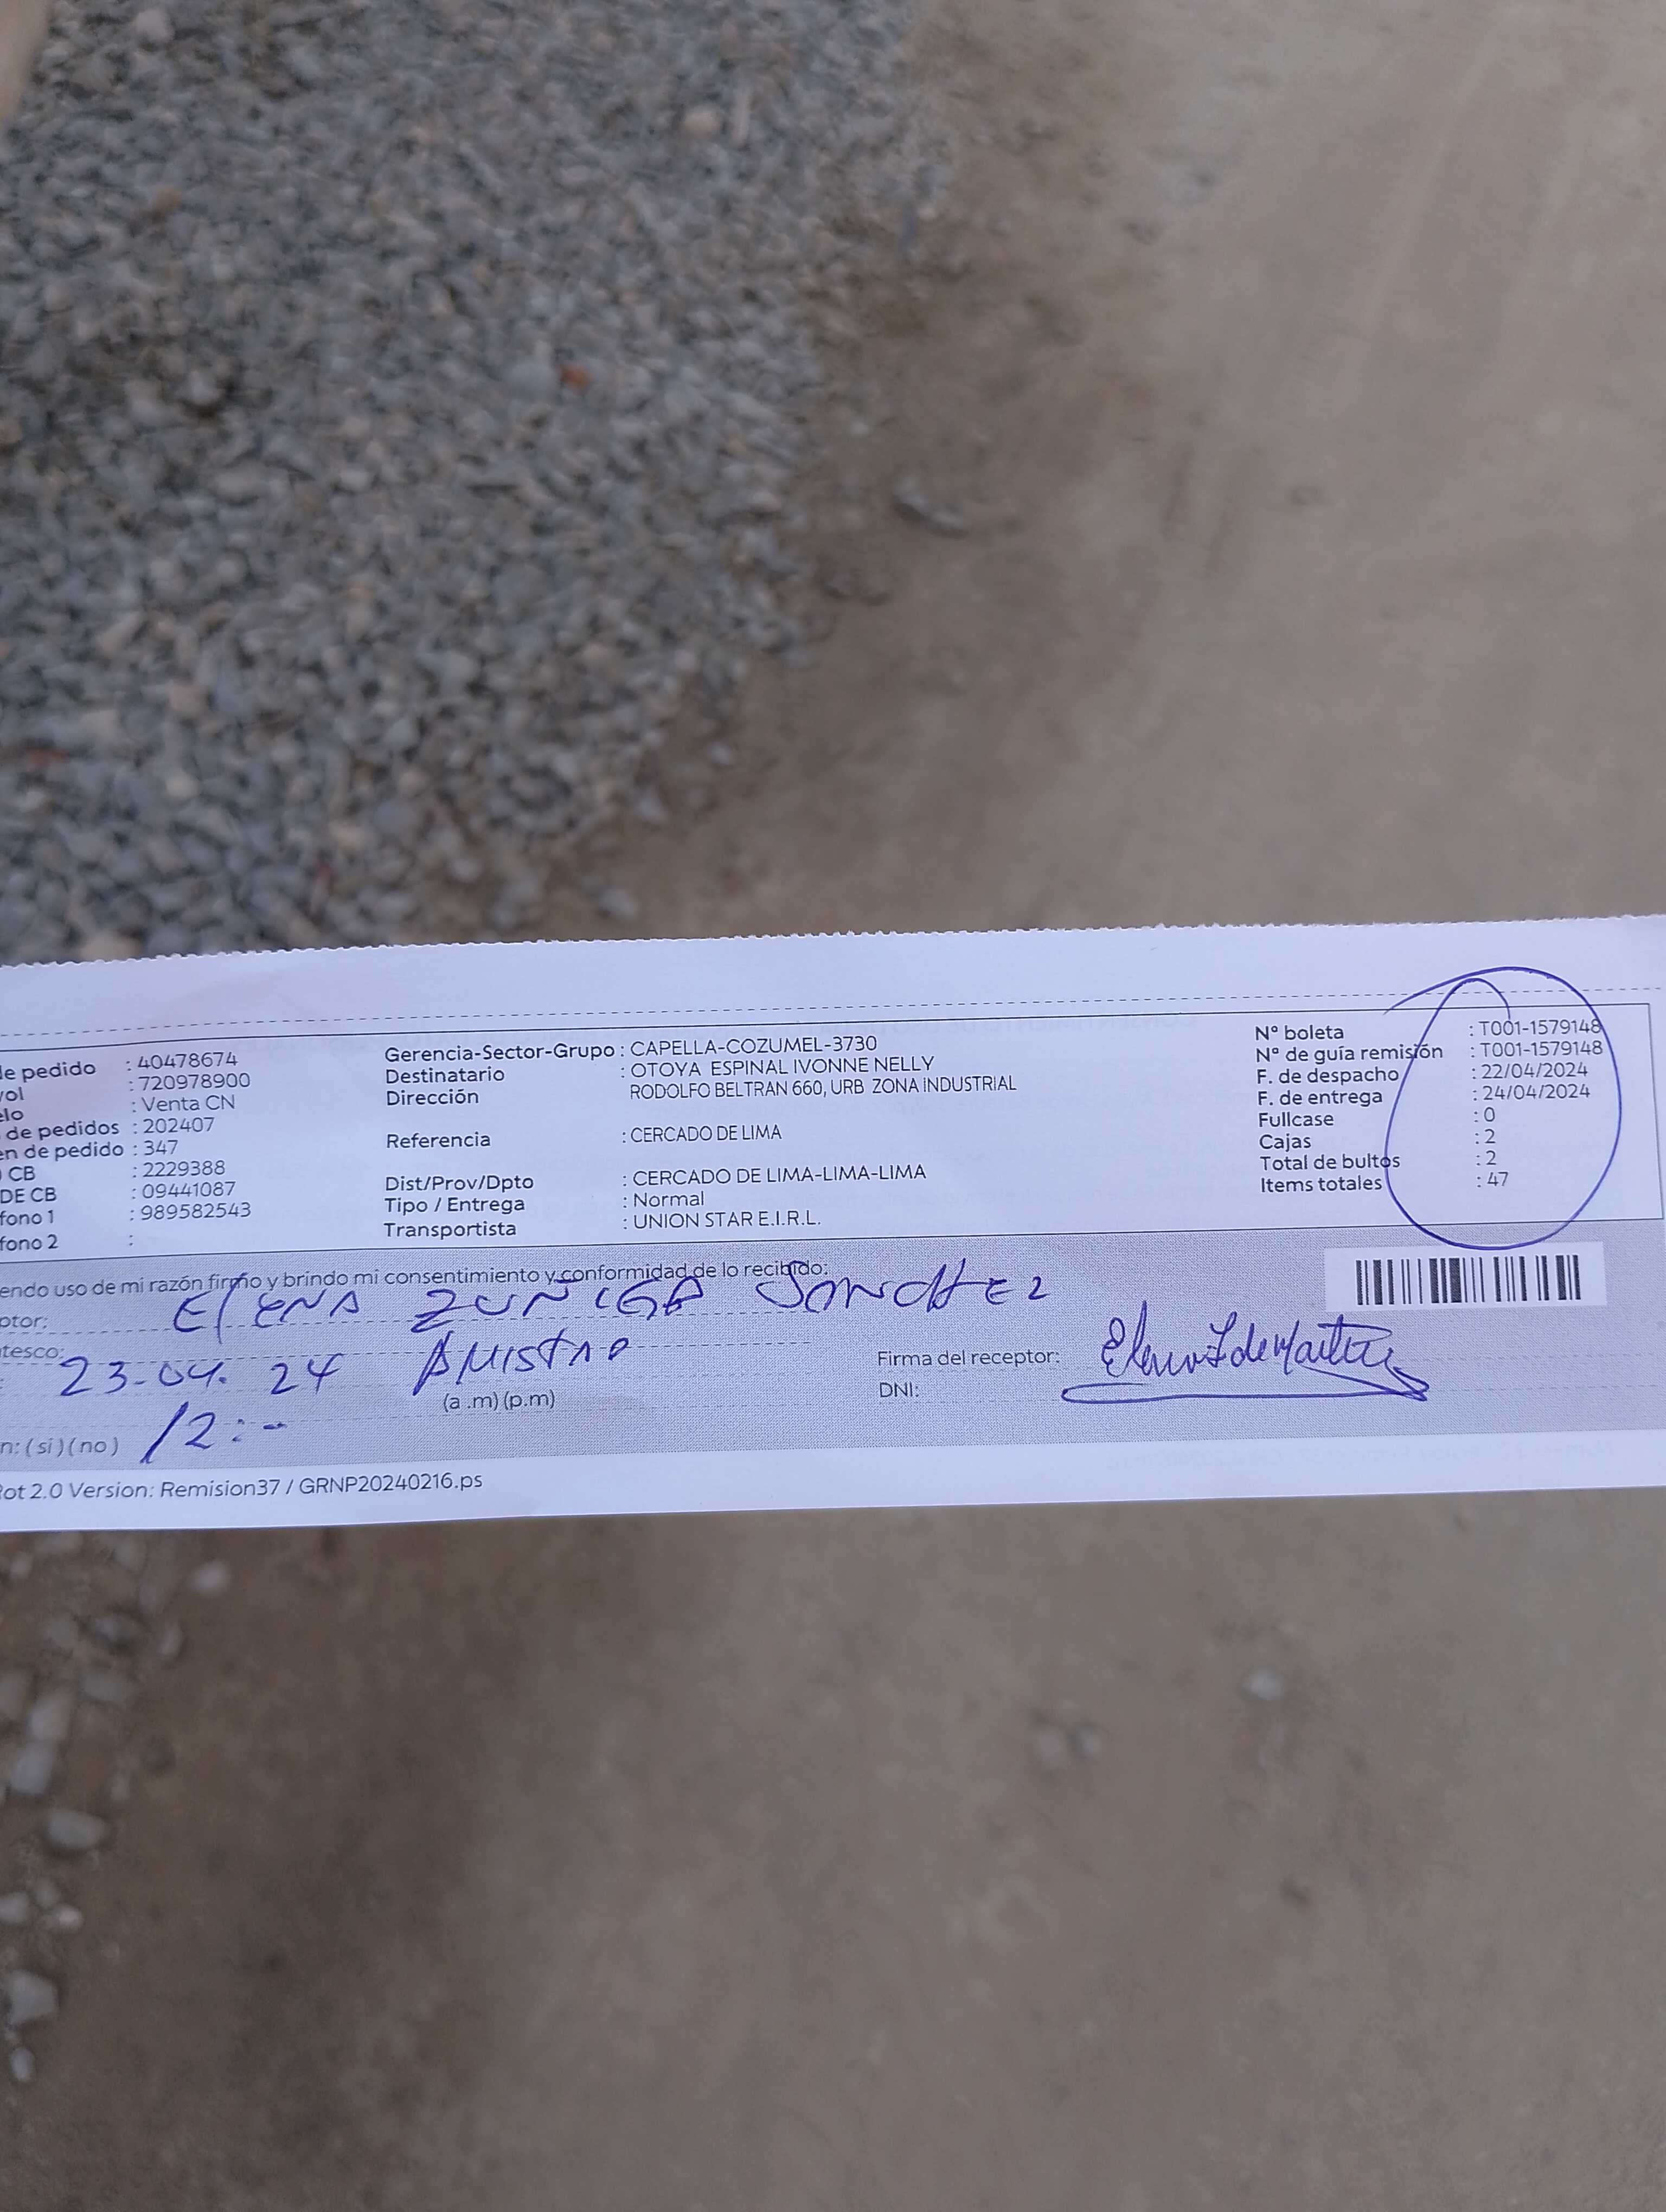 de pedido : 40478674
rol : 720978900
elo : Venta CN
de pedidos : 202407
en de pedido : 347
CB : 2229388
DE CB : 09441087
fono 1 : 989582543
fono 2 :
Gerencia-Sector-Grupo : CAPELLA-COZUMEL-3730
Destinatario : OTOYA ESPINAL IVONNE NELLY
Dirección RODOLFO BELTRAN 660, URB ZONA INDUSTRIAL
Referencia : CERCADO DE LIMA
Dist/Prov/Dpto : CERCADO DE LIMA-LIMA-LIMA
Tipo / Entrega : Normal
Transportista : UNION STAR E.I.R.L.
N° boleta : T001-1579148
N° de guía remisión : T001-1579148
F. de despacho : 22/04/2024
F. de entrega : 24/04/2024
Fullcase : 0
Cajas : 2
Total de bultos : 2
Items totales : 47
endo uso de mi razón firmo y brindo mi consentimiento y conformidad de lo recibido:
ptor: ElENA ZUÑIGA SANCHEZ
tesco: AMISTAD
: 23-04. 24
(a .m) (p.m)
12:-
n: ( si ) ( no )
Firma del receptor:
DNI:
Rot 2.0 Version: Remision37 / GRNP20240216.ps